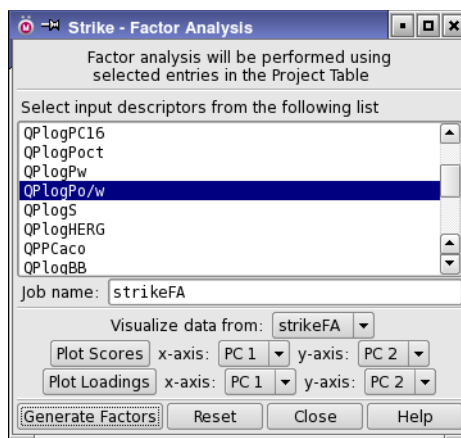 Strike - Factor Analysis
Factor analysis will be performed using
selected entries in the Project Table
Select input descriptors from the following list
QPlogPC16
QPlogPoct
QPlogPw
QPlogPo/w
QPlogS
QPlogHERG
QPPCaco
QPlogBB
Job name: strikeFA
Visualize data from: strikeFA
Plot Scores x-axis: PC 1 y-axis: PC 2
Plot Loadings x-axis: PC 1 y-axis: PC 2
Generate Factors Reset Close Help